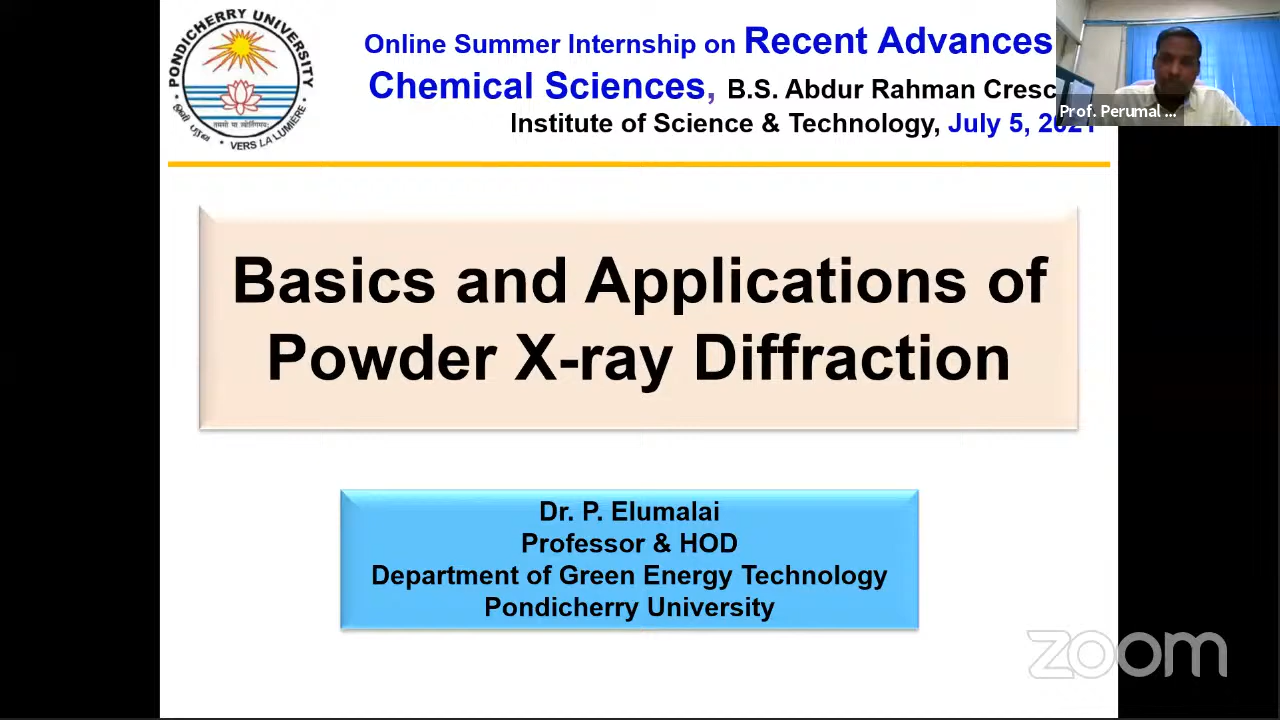 PONDICHERRY UNIVERSITY
VERS LA LUMIÈRE
Online Summer Internship on Recent Advances
Chemical Sciences, B.S. Abdur Rahman Cresc
Institute of Science & Technology, July 5, 2021
Prof. Perumal ...
Basics and Applications of
Powder X-ray Diffraction
Dr. P. Elumalai
Professor & HOD
Department of Green Energy Technology
Pondicherry University
zoom